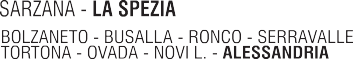 SARZANA - LA SPEZIA
BOLZANETO - BUSALLA - RONCO - SERRAVALLE
TORTONA - OVADA - NOVI L. - ALESSANDRIA